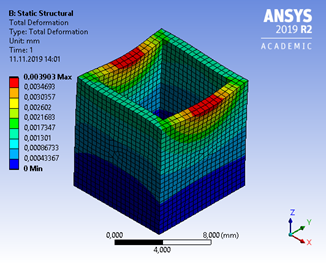 B: Static Structural
Total Deformation
Type: Total Deformation
Unit: mm
Time: 1
11.11.2019 14:01
0,003903 Max
0,0034693
0,0030357
0,002602
0,0021683
0,0017347
0,001301
0,00086733
0,00043367
0 Min
ANSYS
2019 R2
ACADEMIC
0,000
8,000 (mm)
4,000
Z
Y
X